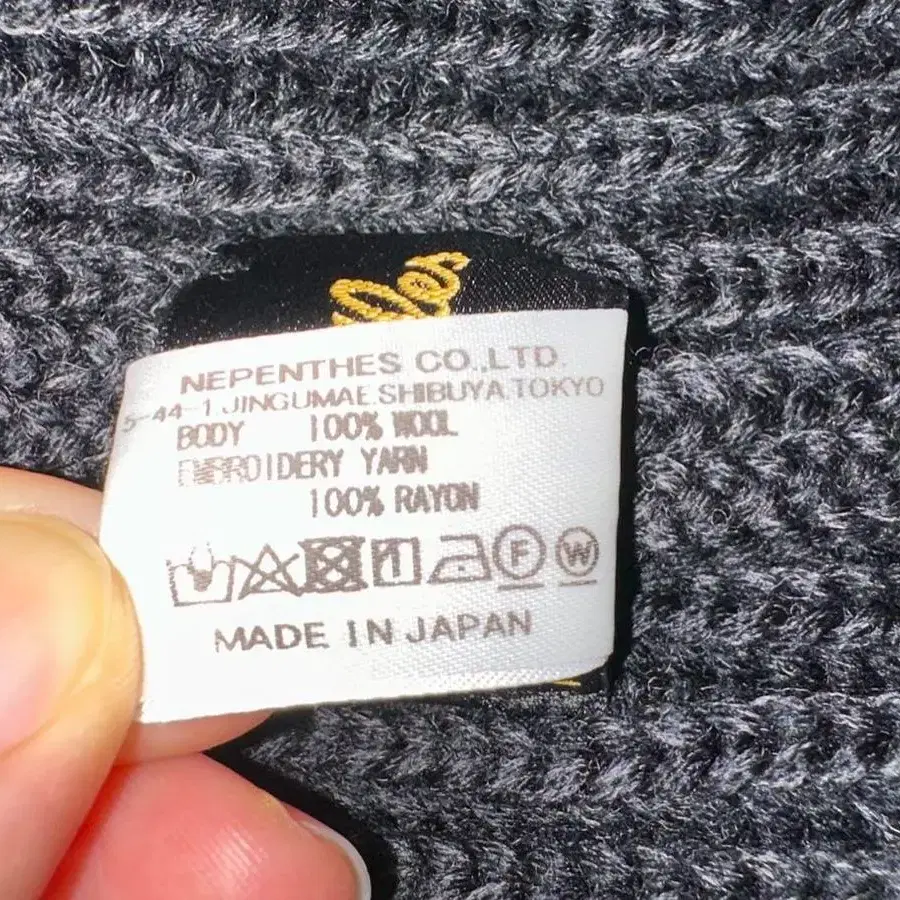 NEPENTHES CO.,LTD.
5-44-1,JINGUMAE,SHIBUYA,TOKYO
BODY 100% WOOL
EMBROIDERY YARN
100% RAYON
F W
MADE IN JAPAN